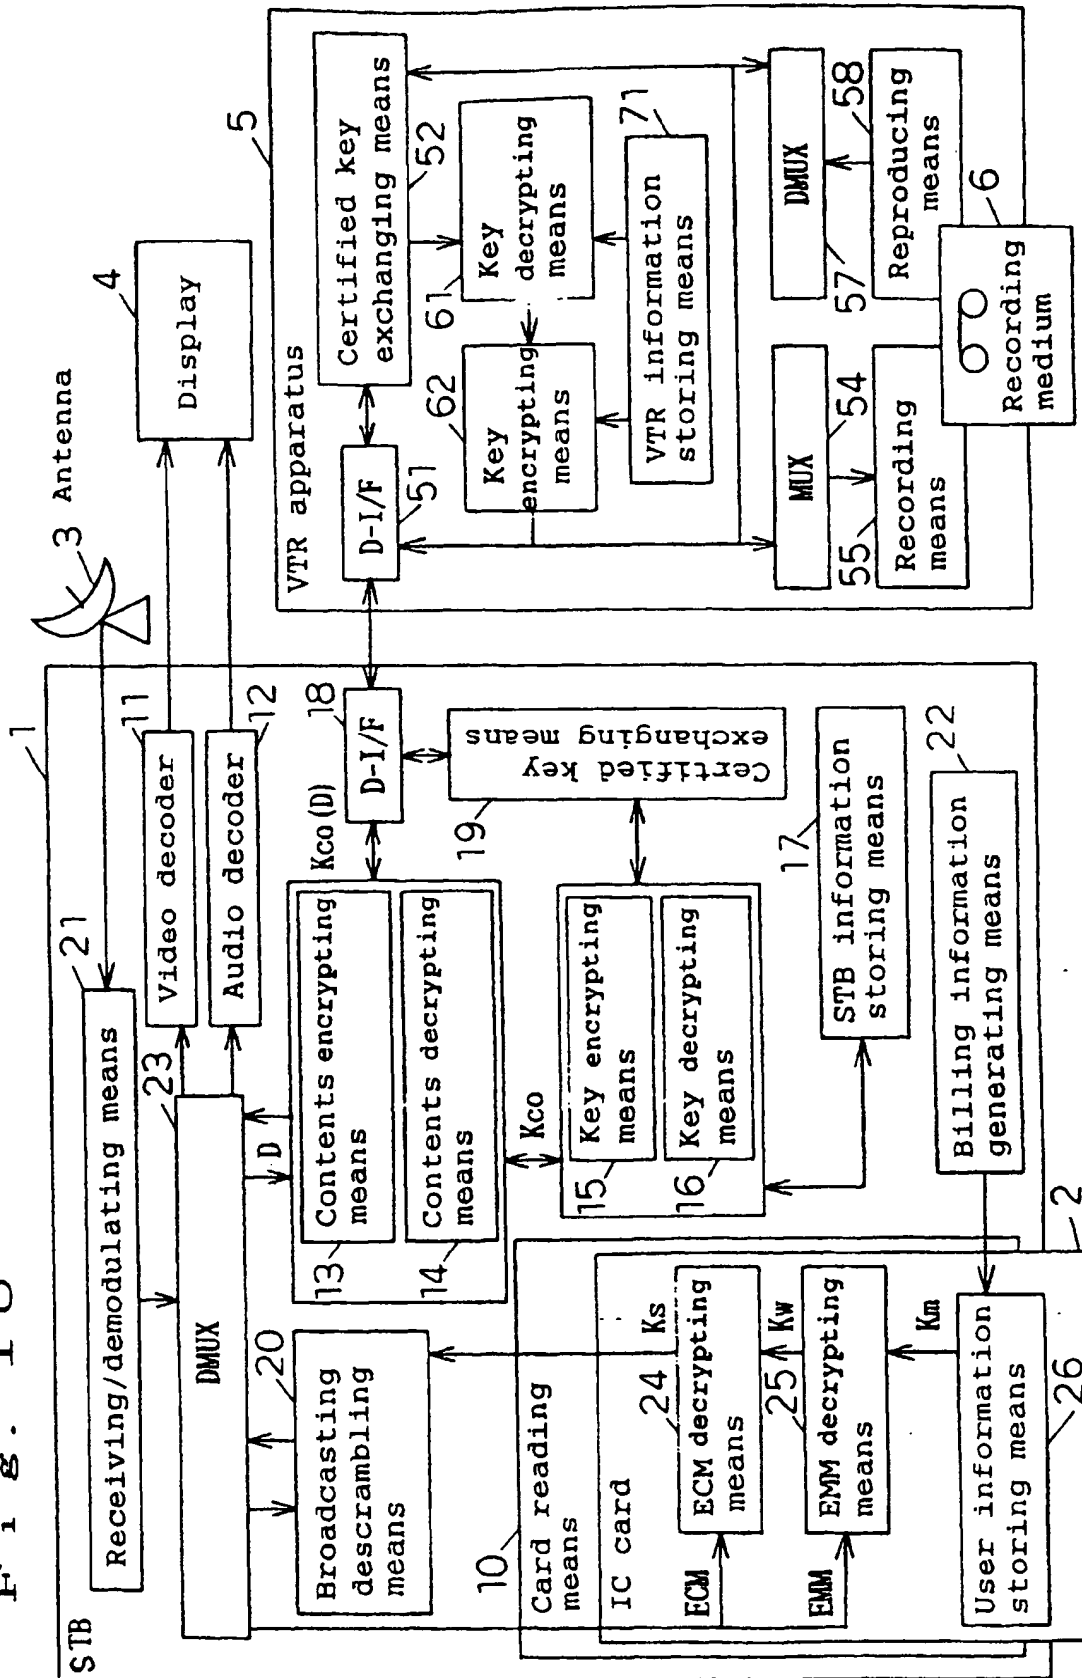 Fig. 10
STB
1
Receiving/demodulating means
21
3
Antenna
DMUX
23
Video decoder
11
Audio decoder
12
Display
4
D
Broadcasting
descrambling
means
20
Contents encrypting
means
13
Contents decrypting
means
14
Kco(D)
D-I/F
18
Kco
Key encrypting
means
15
Key decrypting
means
16
Certified key
exchanging means
19
STB information
storing means
17
Billing information
generating means
22
Card reading
means
10
IC card
2
ECM
ECM decrypting
means
24
Ks
EMM
EMM decrypting
means
25
Kw
Km
User information
storing means
26
VTR apparatus
5
D-I/F
51
Certified key
exchanging means
52
Key
decrypting
means
61
Key
encrypting
means
62
VTR information
storing means
71
MUX
54
Recording
means
55
DMUX
57
Reproducing
means
58
Recording
medium
6